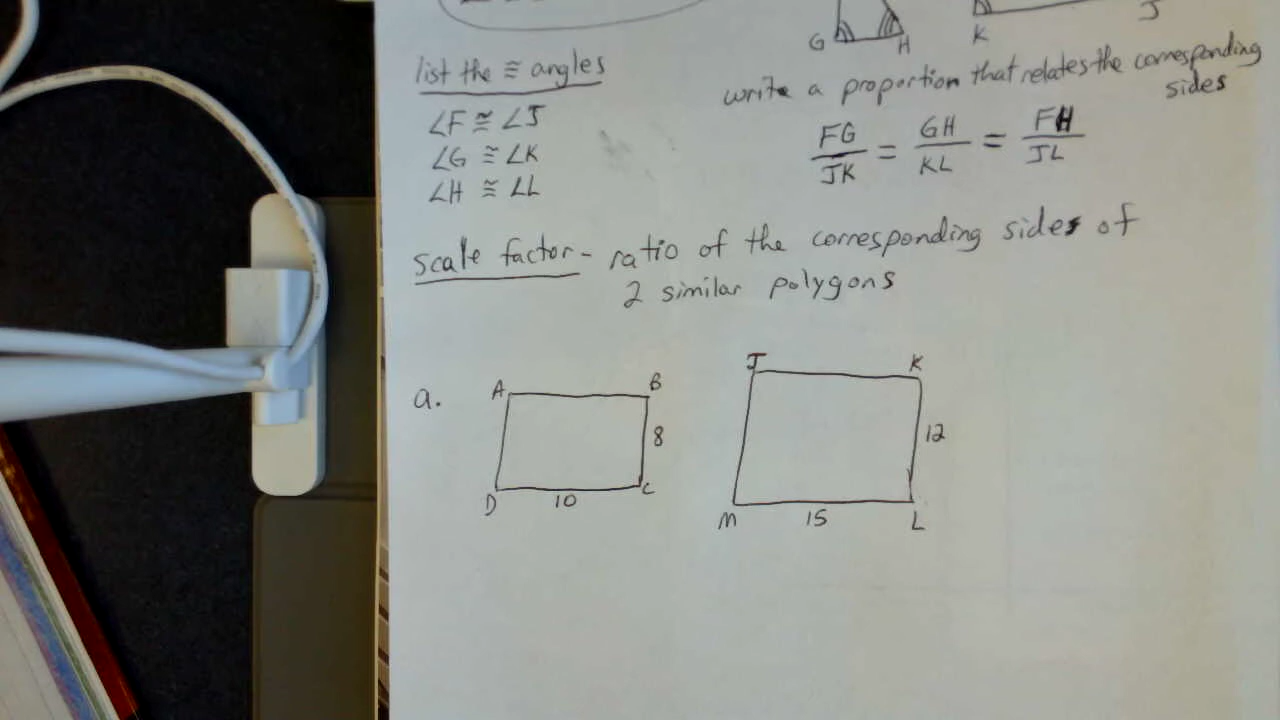 G H K J
list the ≅ angles
write a proportion that relates the corresponding
sides
∠F ≅ ∠J
∠G ≅ ∠K
∠H ≅ ∠L
FG/JK = GH/KL = FH/JL
scale factor - ratio of the corresponding sides of
2 similar polygons
a.
A B
8
D 10 C
J K
12
M 15 L